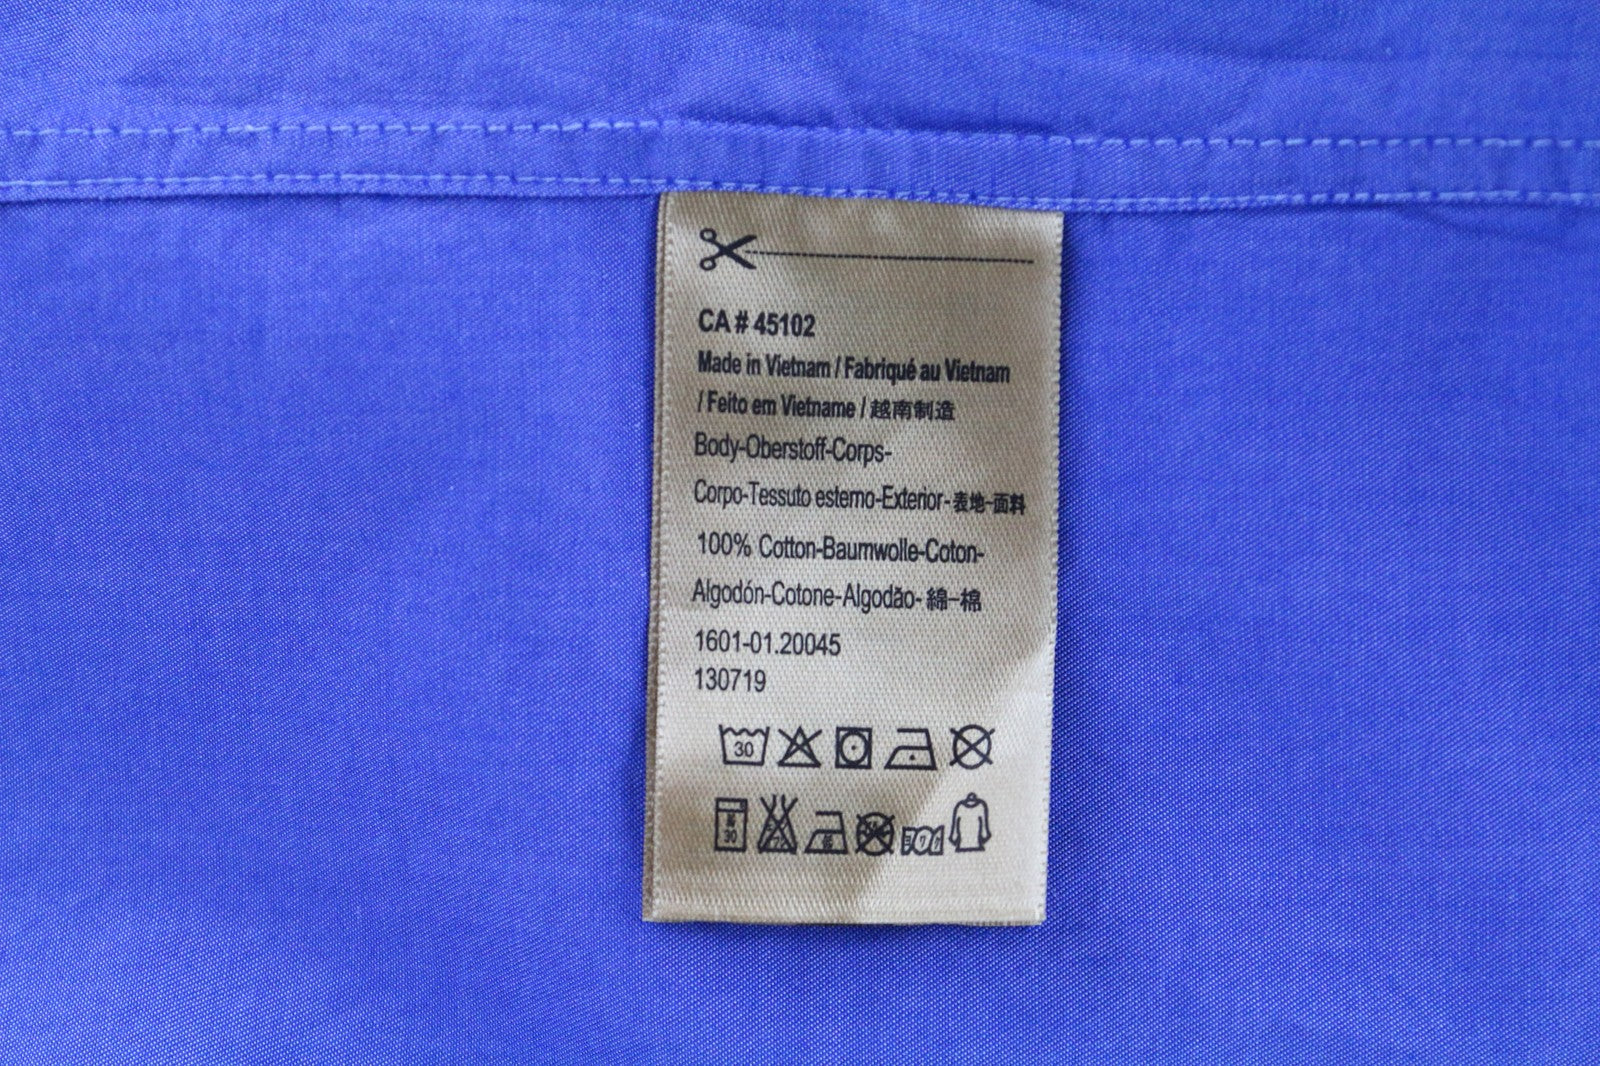 CA # 45102
Made in Vietnam / Fabriqué au Vietnam
/ Feito em Vietname / 越南制造
Body-Oberstoff-Corps-
Corpo-Tessuto esterno-Exterior-表地-面料
100% Cotton-Baumwolle-Coton-
Algodón-Cotone-Algodão-綿-棉
1601-01.20045
130719
30
30